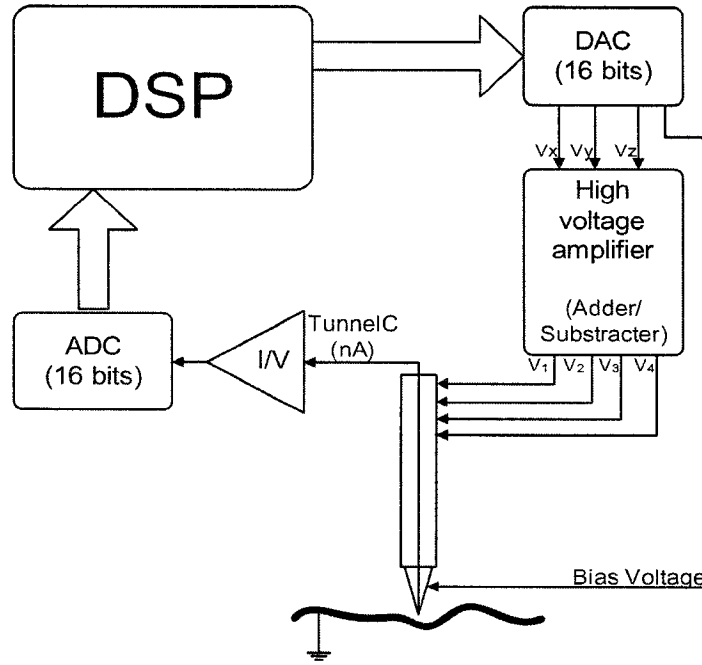 DSP
DAC
(16 bits)
Vx Vy Vz
High
voltage
amplifier
(Adder/
Substracter)
V1 V2 V3 V4
ADC
(16 bits)
I/V
TunnelC
(nA)
Bias Voltage